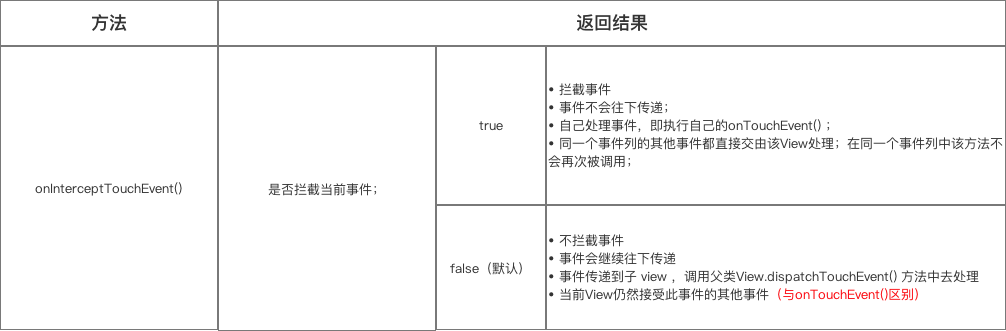 方法
返回结果
onInterceptTouchEvent()
是否拦截当前事件；
true
• 拦截事件
• 事件不会往下传递；
• 自己处理事件，即执行自己的onTouchEvent() ；
• 同一个事件列的其他事件都直接交由该View处理；在同一个事件列中该方法不
会再次被调用；
false（默认）
• 不拦截事件
• 事件会继续往下传递
• 事件传递到子 view ，调用父类View.dispatchTouchEvent() 方法中去处理
• 当前View仍然接受此事件的其他事件（与onTouchEvent()区别）